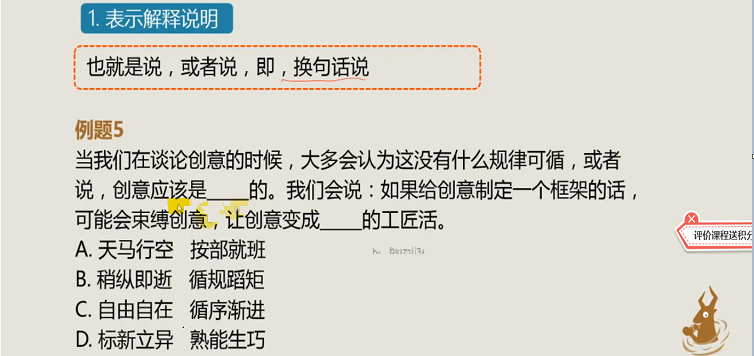 1. 表示解释说明
也就是说，或者说，即，换句话说
例题5
当我们在谈论创意的时候，大多会认为这没有什么规律可循，或者
说，创意应该是____的。我们会说：如果给创意制定一个框架的话，
可能会束缚创意，让创意变成____的工匠活。
评价课程送积分
A. 天马行空 按部就班
B. 稍纵即逝 循规蹈矩
C. 自由自在 循序渐进
D. 标新立异 熟能生巧